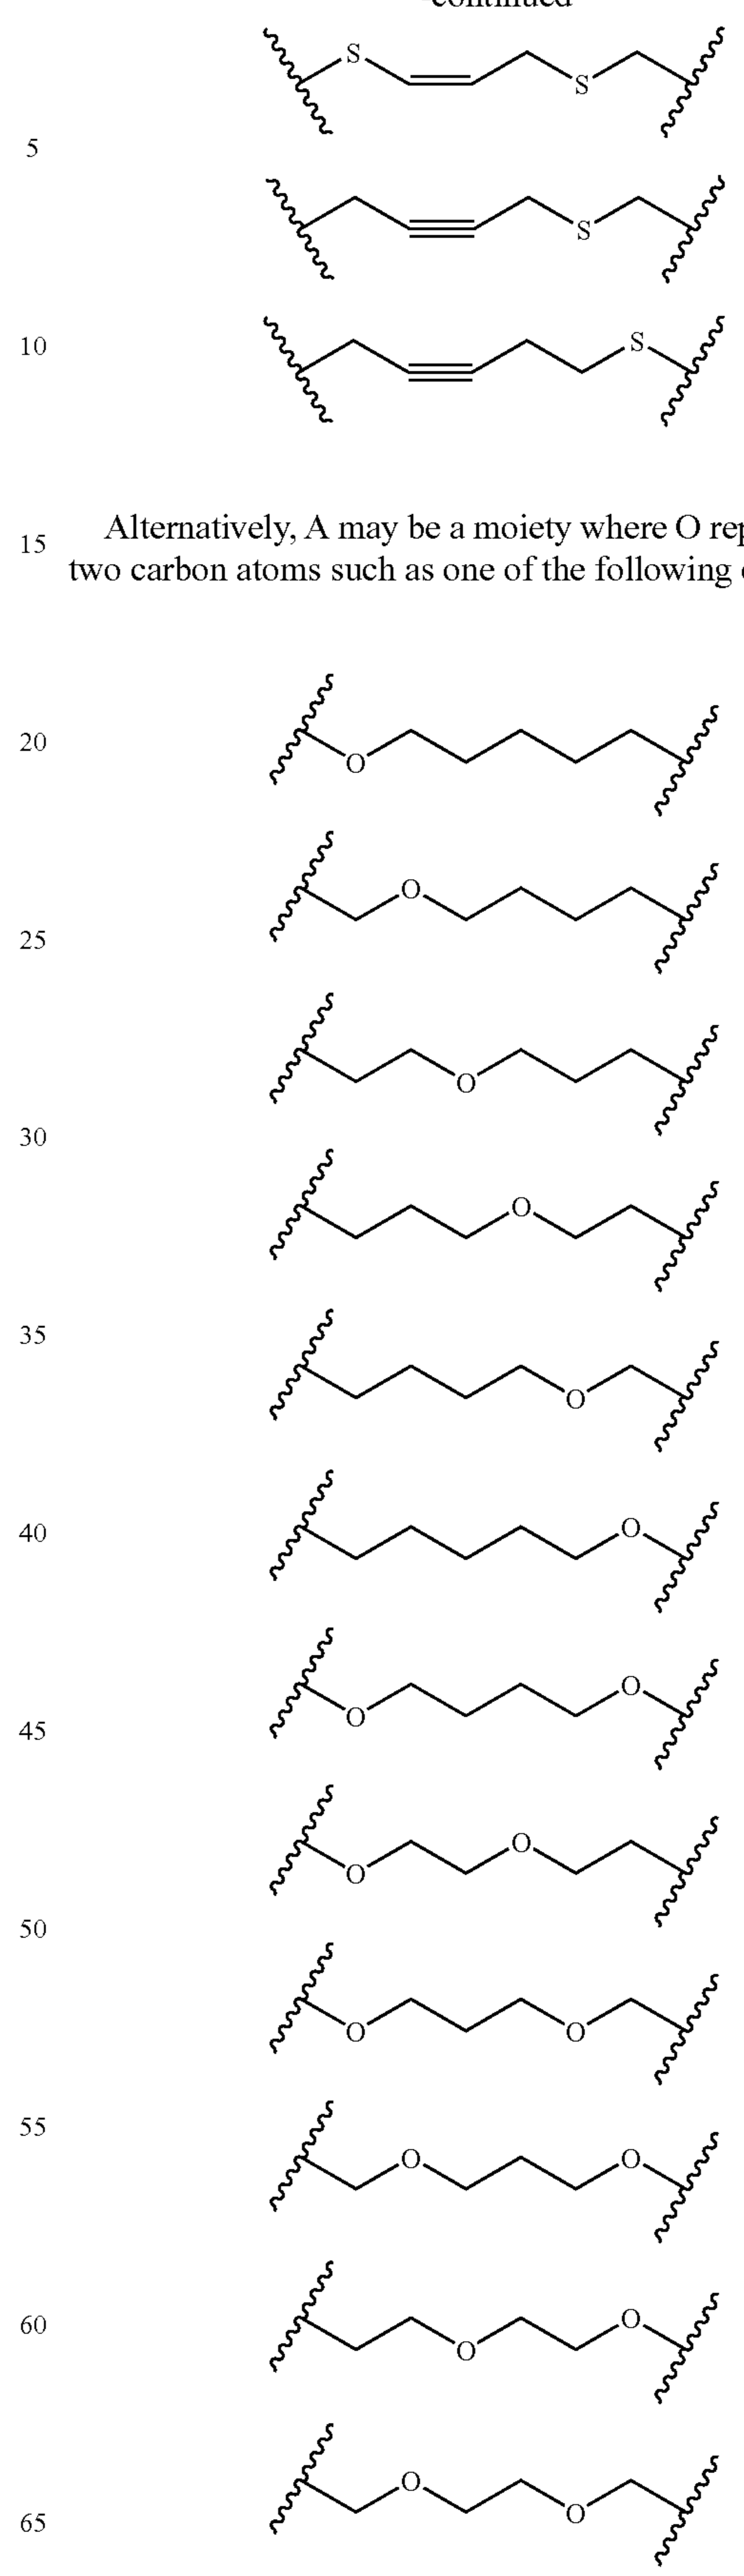 -continued
S
S
5
S
10
S
Alternatively, A may be a moiety where O
15
two carbon atoms such as one of the following
20
O
O
25
O
30
O
35
O
40
O
O O
45
O
O
50
O O
55
O O
60
O
O
O
O
65